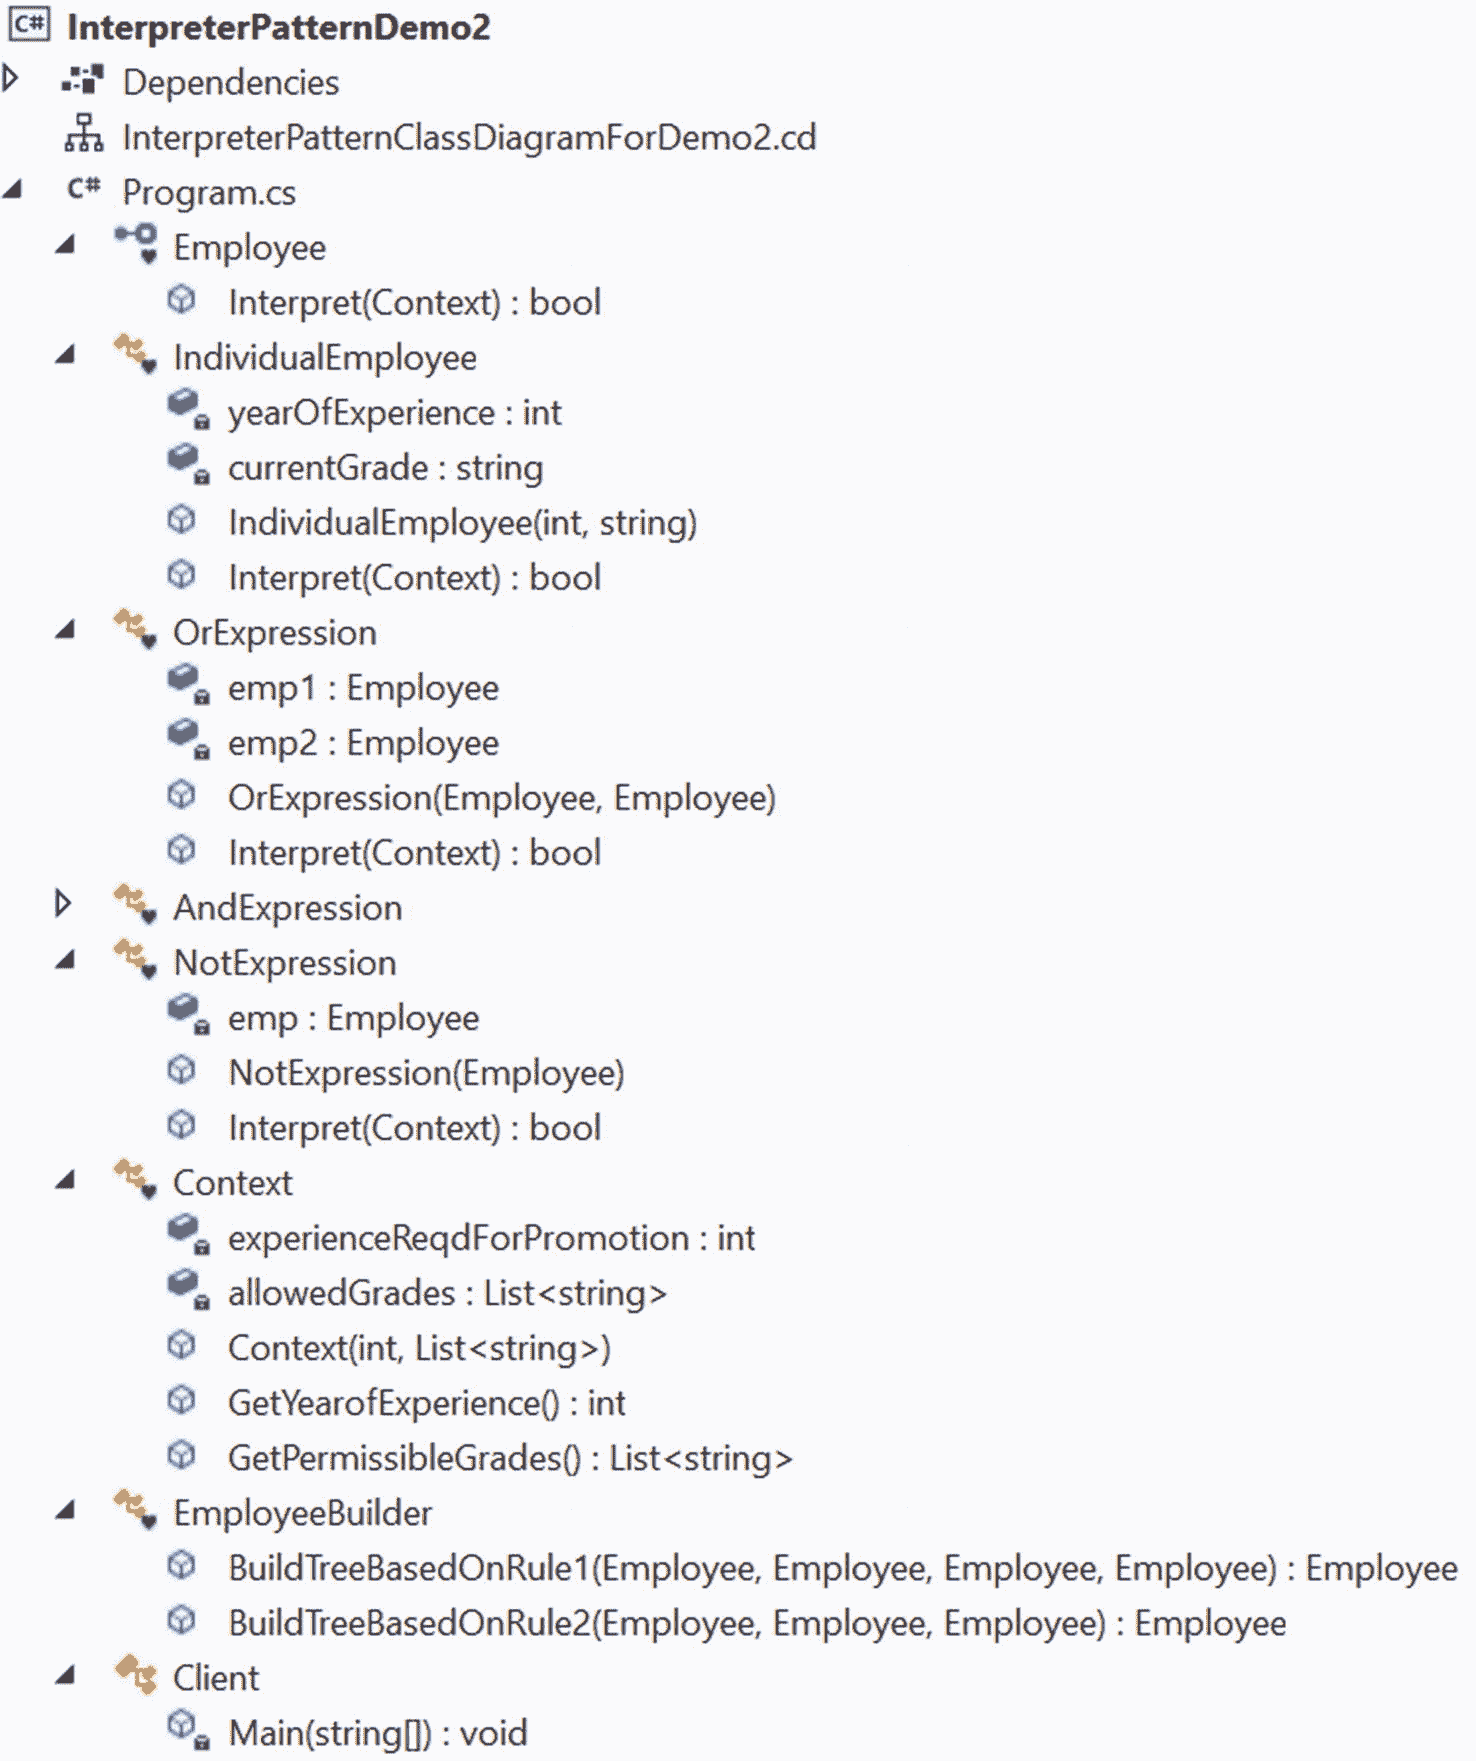 C# InterpreterPatternDemo2
Dependencies
InterpreterPatternClassDiagramForDemo2.cd
C# Program.cs
Employee
Interpret(Context) : bool
IndividualEmployee
yearOfExperience : int
currentGrade : string
IndividualEmployee(int, string)
Interpret(Context) : bool
OrExpression
emp1 : Employee
emp2 : Employee
OrExpression(Employee, Employee)
Interpret(Context) : bool
AndExpression
NotExpression
emp : Employee
NotExpression(Employee)
Interpret(Context) : bool
Context
experienceReqdForPromotion : int
allowedGrades : List<string>
Context(int, List<string>)
GetYearofExperience() : int
GetPermissibleGrades() : List<string>
EmployeeBuilder
BuildTreeBasedOnRule1(Employee, Employee, Employee, Employee) : Employee
BuildTreeBasedOnRule2(Employee, Employee, Employee) : Employee
Client
Main(string[]) : void